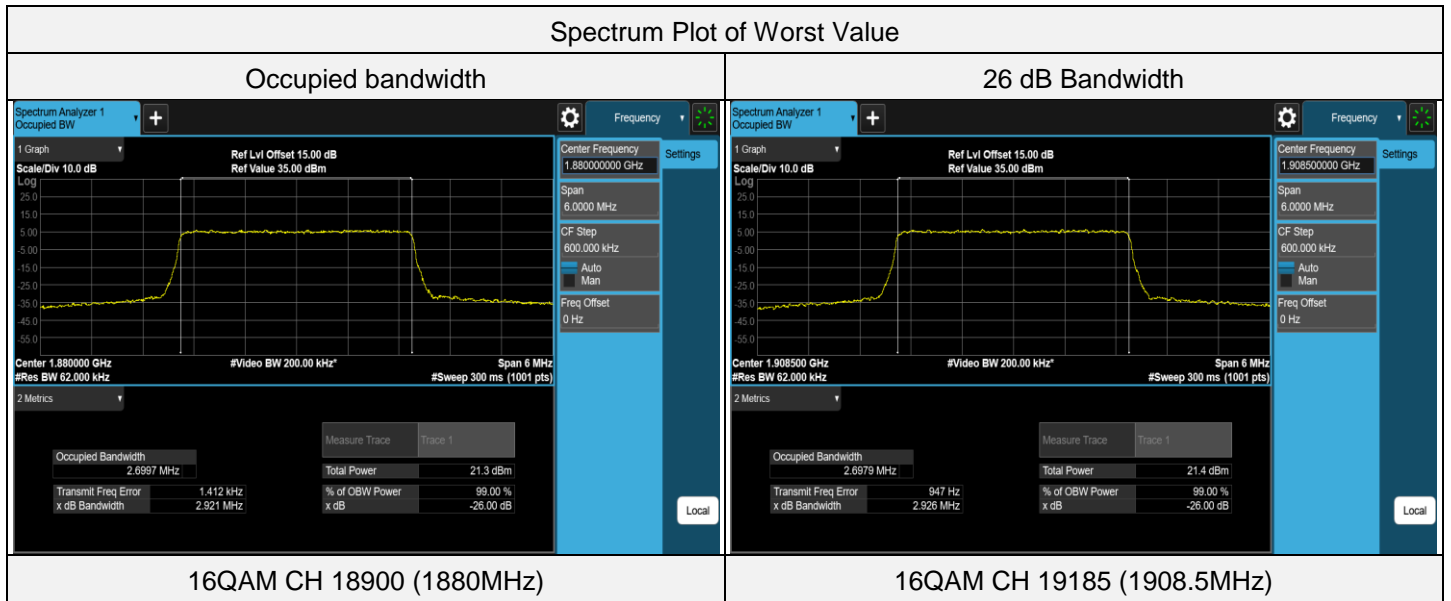 Spectrum Plot of Worst Value
Occupied bandwidth
26 dB Bandwidth
Spectrum Analyzer 1
Occupied BW
+
Frequency
1 Graph
Scale/Div 10.0 dB
Ref Lvl Offset 15.00 dB
Ref Value 35.00 dBm
Log
25.0
15.0
5.00
-5.00
-15.0
-25.0
-35.0
-45.0
-55.0
Center 1.880000 GHz
#Video BW 200.00 kHz*
Span 6 MHz
#Res BW 62.000 kHz
#Sweep 300 ms (1001 pts)
Center Frequency
1.880000000 GHz
Settings
Span
6.0000 MHz
CF Step
600.000 kHz
Auto
Man
Freq Offset
0 Hz
2 Metrics
Measure Trace Trace 1
Occupied Bandwidth
2.6997 MHz
Total Power 21.3 dBm
Transmit Freq Error 1.412 kHz
% of OBW Power 99.00 %
x dB Bandwidth 2.921 MHz
x dB -26.00 dB
Local
Spectrum Analyzer 1
Occupied BW
+
Frequency
1 Graph
Scale/Div 10.0 dB
Ref Lvl Offset 15.00 dB
Ref Value 35.00 dBm
Log
25.0
15.0
5.00
-5.00
-15.0
-25.0
-35.0
-45.0
-55.0
Center 1.908500 GHz
#Video BW 200.00 kHz*
Span 6 MHz
#Res BW 62.000 kHz
#Sweep 300 ms (1001 pts)
Center Frequency
1.908500000 GHz
Settings
Span
6.0000 MHz
CF Step
600.000 kHz
Auto
Man
Freq Offset
0 Hz
2 Metrics
Measure Trace Trace 1
Occupied Bandwidth
2.6979 MHz
Total Power 21.4 dBm
Transmit Freq Error 947 Hz
% of OBW Power 99.00 %
x dB Bandwidth 2.926 MHz
x dB -26.00 dB
Local
16QAM CH 18900 (1880MHz)
16QAM CH 19185 (1908.5MHz)